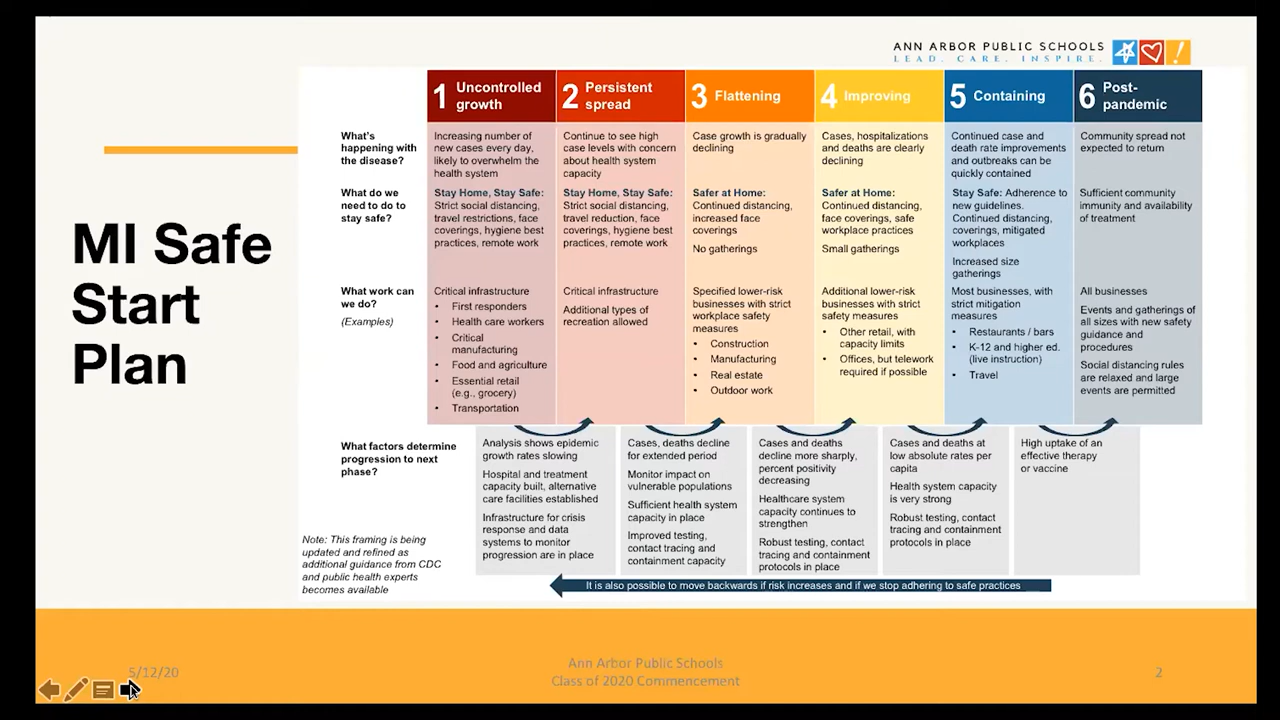 ANN ARBOR PUBLIC SCHOOLS
LEAD. CARE. INSPIRE.
MI Safe
Start
Plan
1 Uncontrolled
growth
2 Persistent
spread
3 Flattening
4 Improving
5 Containing
6 Post-
pandemic
What's
happening with
the disease?
Increasing number of
new cases every day,
likely to overwhelm the
health system
Continue to see high
case levels with concern
about health system
capacity
Case growth is gradually
declining
Cases, hospitalizations
and deaths are clearly
declining
Continued case and
death rate improvements
and outbreaks can be
quickly contained
Community spread not
expected to return
What do we
need to do to
stay safe?
Stay Home, Stay Safe:
Strict social distancing,
travel restrictions, face
coverings, hygiene best
practices, remote work
Stay Home, Stay Safe:
Strict social distancing,
travel reduction, face
coverings, hygiene best
practices, remote work
Safer at Home:
Continued distancing,
increased face
coverings
No gatherings
Safer at Home:
Continued distancing,
face coverings, safe
workplace practices
Small gatherings
Stay Safe: Adherence to
new guidelines.
Continued distancing,
coverings, mitigated
workplaces
Increased size
gatherings
Sufficient community
immunity and availability
of treatment
What work can
we do?
(Examples)
Critical infrastructure
• First responders
• Health care workers
• Critical
manufacturing
• Food and agriculture
• Essential retail
(e.g., grocery)
• Transportation
Critical infrastructure
Additional types of
recreation allowed
Specified lower-risk
businesses with strict
workplace safety
measures
• Construction
• Manufacturing
• Real estate
• Outdoor work
Additional lower-risk
businesses with strict
safety measures
• Other retail, with
capacity limits
• Offices, but telework
required if possible
Most businesses, with
strict mitigation
measures
• Restaurants / bars
• K-12 and higher ed.
(live instruction)
• Travel
All businesses
Events and gatherings of
all sizes with new safety
guidance and
procedures
Social distancing rules
are relaxed and large
events are permitted
What factors determine
progression to next
phase?
Analysis shows epidemic
growth rates slowing
Hospital and treatment
capacity built, alternative
care facilities established
Infrastructure for crisis
response and data
systems to monitor
progression are in place
Cases, deaths decline
for extended period
Monitor impact on
vulnerable populations
Sufficient health system
capacity in place
Improved testing,
contact tracing and
containment capacity
Cases and deaths
decline more sharply,
percent positivity
decreasing
Healthcare system
capacity continues to
strengthen
Robust testing, contact
tracing and containment
protocols in place
Cases and deaths at
low absolute rates per
capita
Health system capacity
is very strong
Robust testing, contact
tracing and containment
protocols in place
High uptake of an
effective therapy
or vaccine
Note: This framing is being
updated and refined as
additional guidance from CDC
and public health experts
becomes available
It is also possible to move backwards if risk increases and if we stop adhering to safe practices
5/12/20
Ann Arbor Public Schools
Class of 2020 Commencement
2